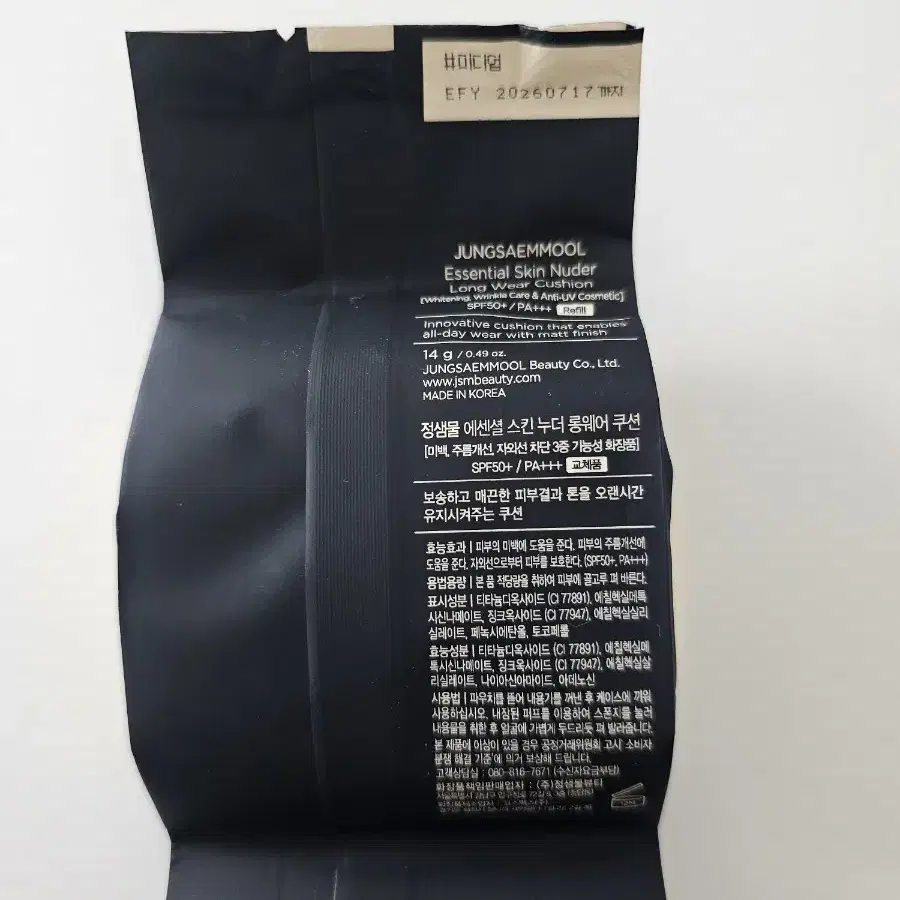 #미디엄
EFY 20260717 까지
JUNGSAEMMOOL
Essential Skin Nuder
Long Wear Cushion
[Whitening, Wrinkle Care & Anti-UV Cosmetic]
SPF50+ / PA+++ Refill
Innovative cushion that enables
all-day wear with matt finish
14 g / 0.49 oz.
JUNGSAEMMOOL Beauty Co., Ltd.
www.jsmbeauty.com
MADE IN KOREA
정샘물 에센셜 스킨 누더 롱웨어 쿠션
[미백, 주름개선, 자외선 차단 3중 기능성 화장품]
SPF50+ / PA+++ 교체품
보송하고 매끈한 피부결과 톤을 오랜시간
유지시켜주는 쿠션
효능효과 | 피부의 미백에 도움을 준다. 피부의 주름개선에
도움을 준다. 자외선으로부터 피부를 보호한다. (SPF50+, PA+++)
용법용량 | 본 품 적당량을 취하여 피부에 골고루 펴 바른다.
표시성분 | 티타늄디옥사이드 (CI 77891), 에칠헥실메톡
시신나메이트, 징크옥사이드 (CI 77947), 에칠헥실살리
실레이트, 페녹시에탄올, 토코페롤
효능성분 | 티타늄디옥사이드 (CI 77891), 에칠헥실메
톡시신나메이트, 징크옥사이드 (CI 77947), 에칠헥실살
리실레이트, 나이아신아마이드, 아데노신
사용법 | 파우치를 뜯어 내용기를 꺼낸 후 케이스에 끼워
사용하십시오. 내장된 퍼프를 이용하여 스폰지를 눌러
내용물을 취한 후 얼굴에 가볍게 두드리듯 펴 발라줍니다.
본 제품에 이상이 있을 경우 공정거래위원회 고시 '소비자
분쟁 해결 기준'에 의거 보상해 드립니다.
고객상담실 : 080-816-7671 (수신자요금부담)
화장품책임판매업자 : (주)정샘물뷰티